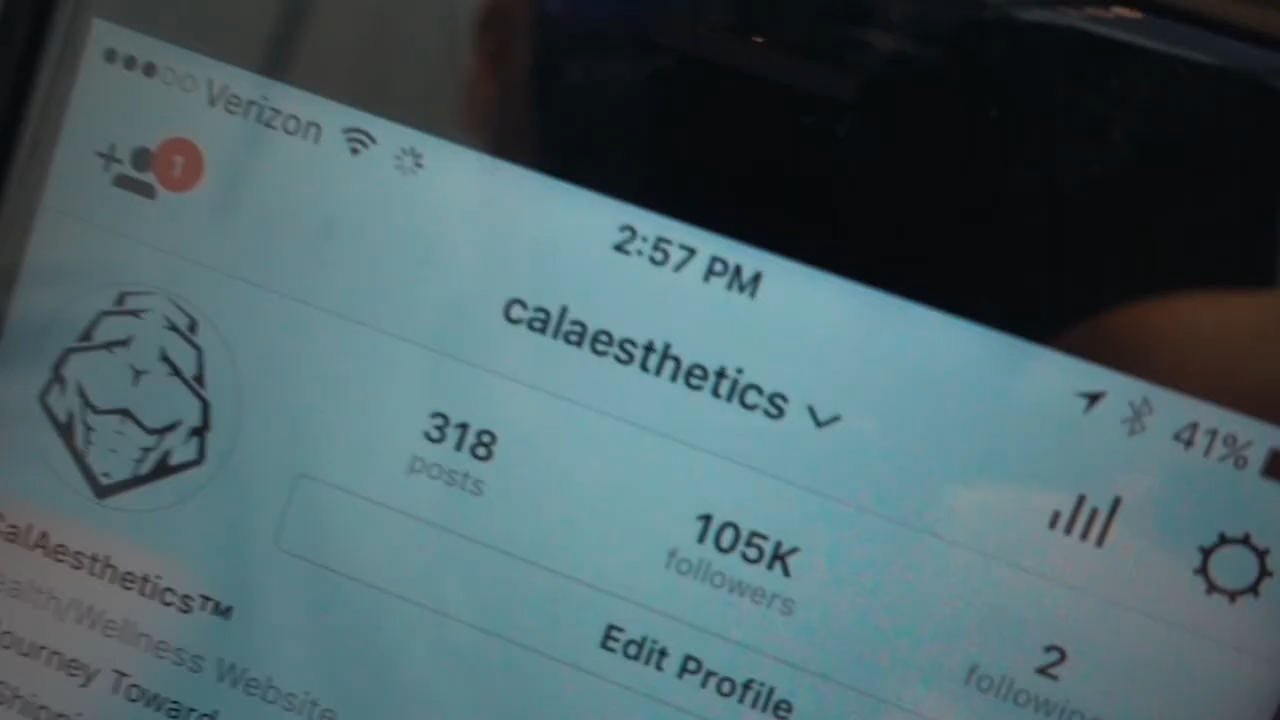 Verizon
1
2:57 PM
41%
calaesthetics
318
posts
105K
followers
2
following
Edit Profile
CalAesthetics™
Health/Wellness Website
Journey Toward